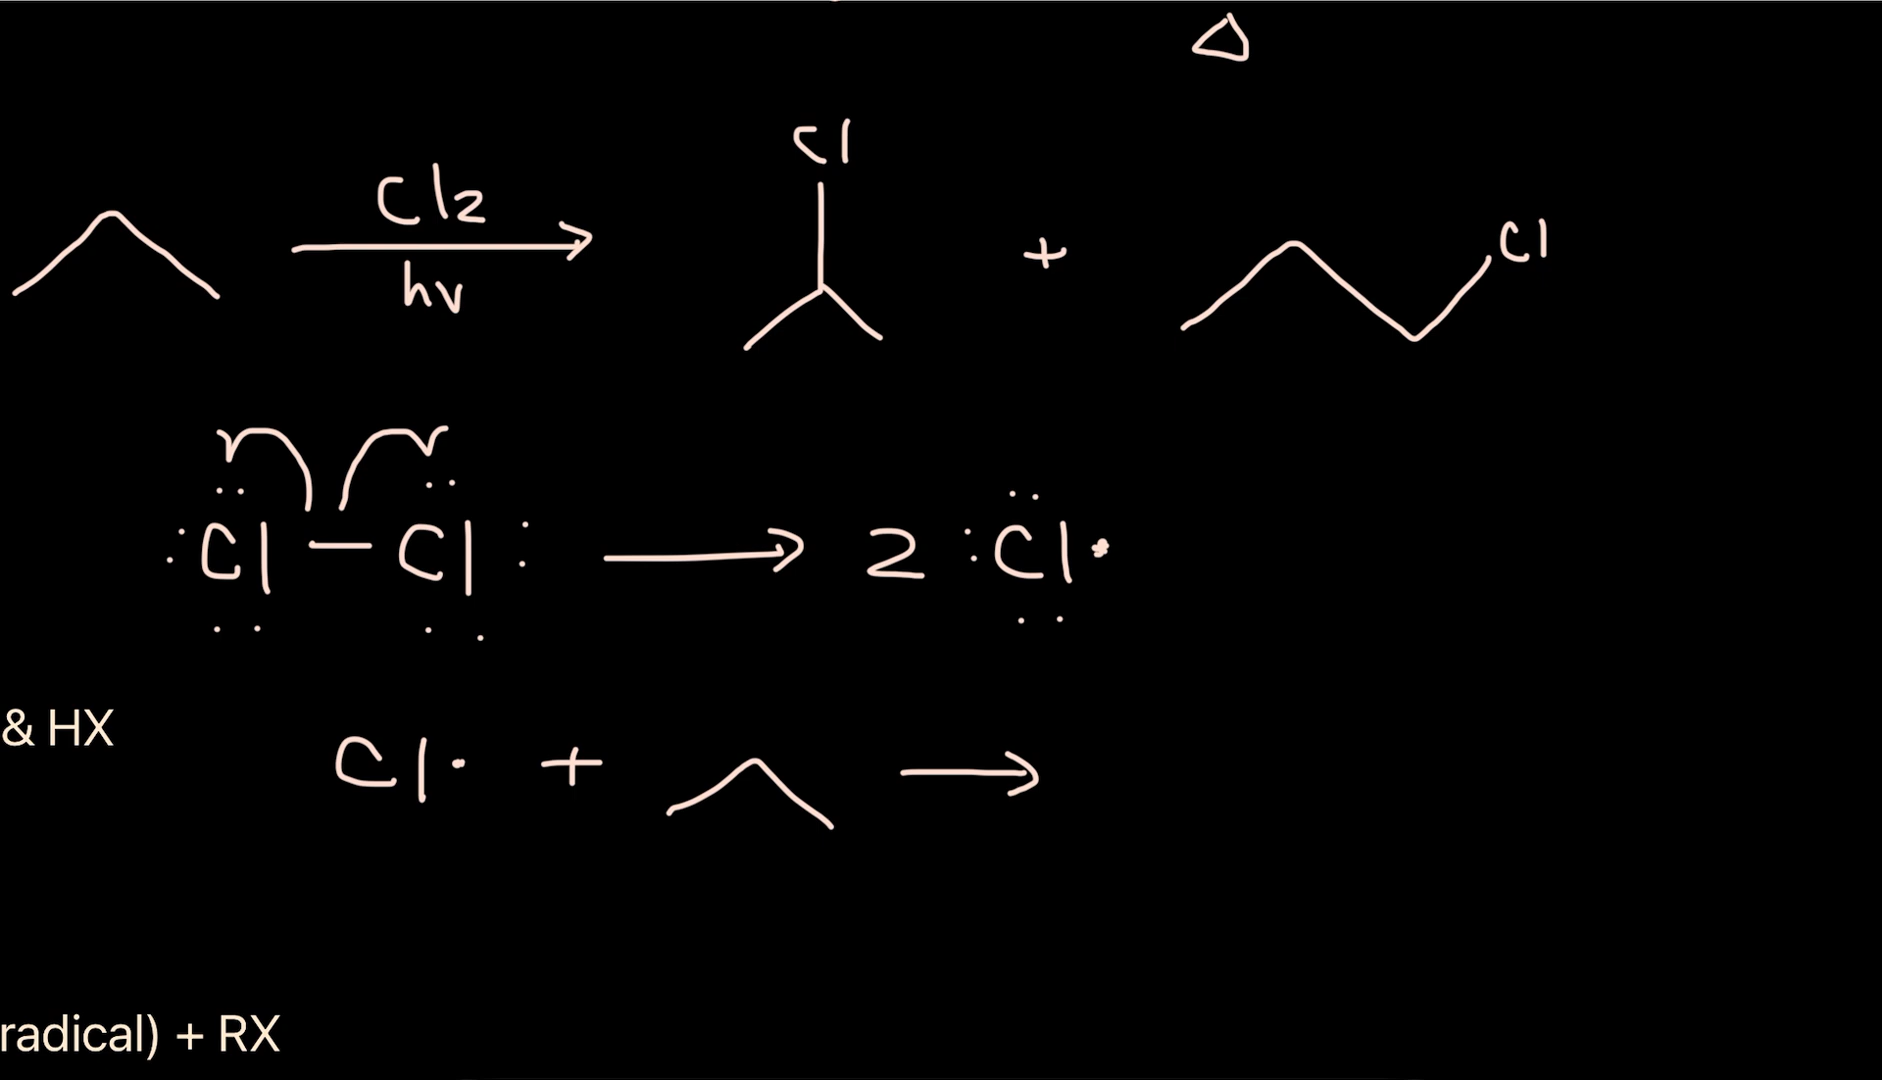 Δ
Cl Cl2 hν + Cl
:Cl—Cl: → 2 :Cl•
& HX
Cl• + →
radical) + RX